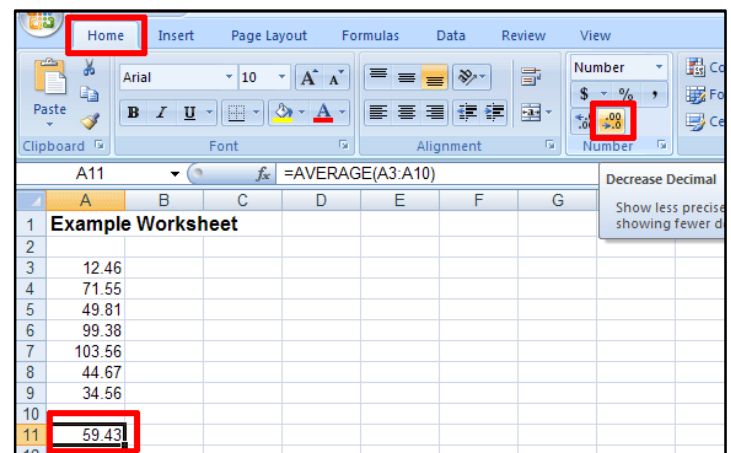 Home Insert Page Layout Formulas Data Review View
Arial 10 A A Number
Paste B I U A $ % ,
.00 .00 .0
Clipboard Font Alignment Number
A11 fx =AVERAGE(A3:A10)
Decrease Decimal
Show less precise
showing fewer
A B C D E F G
1 Example Worksheet
2
3 12.46
4 71.55
5 49.81
6 99.38
7 103.56
8 44.67
9 34.56
10
11 59.43